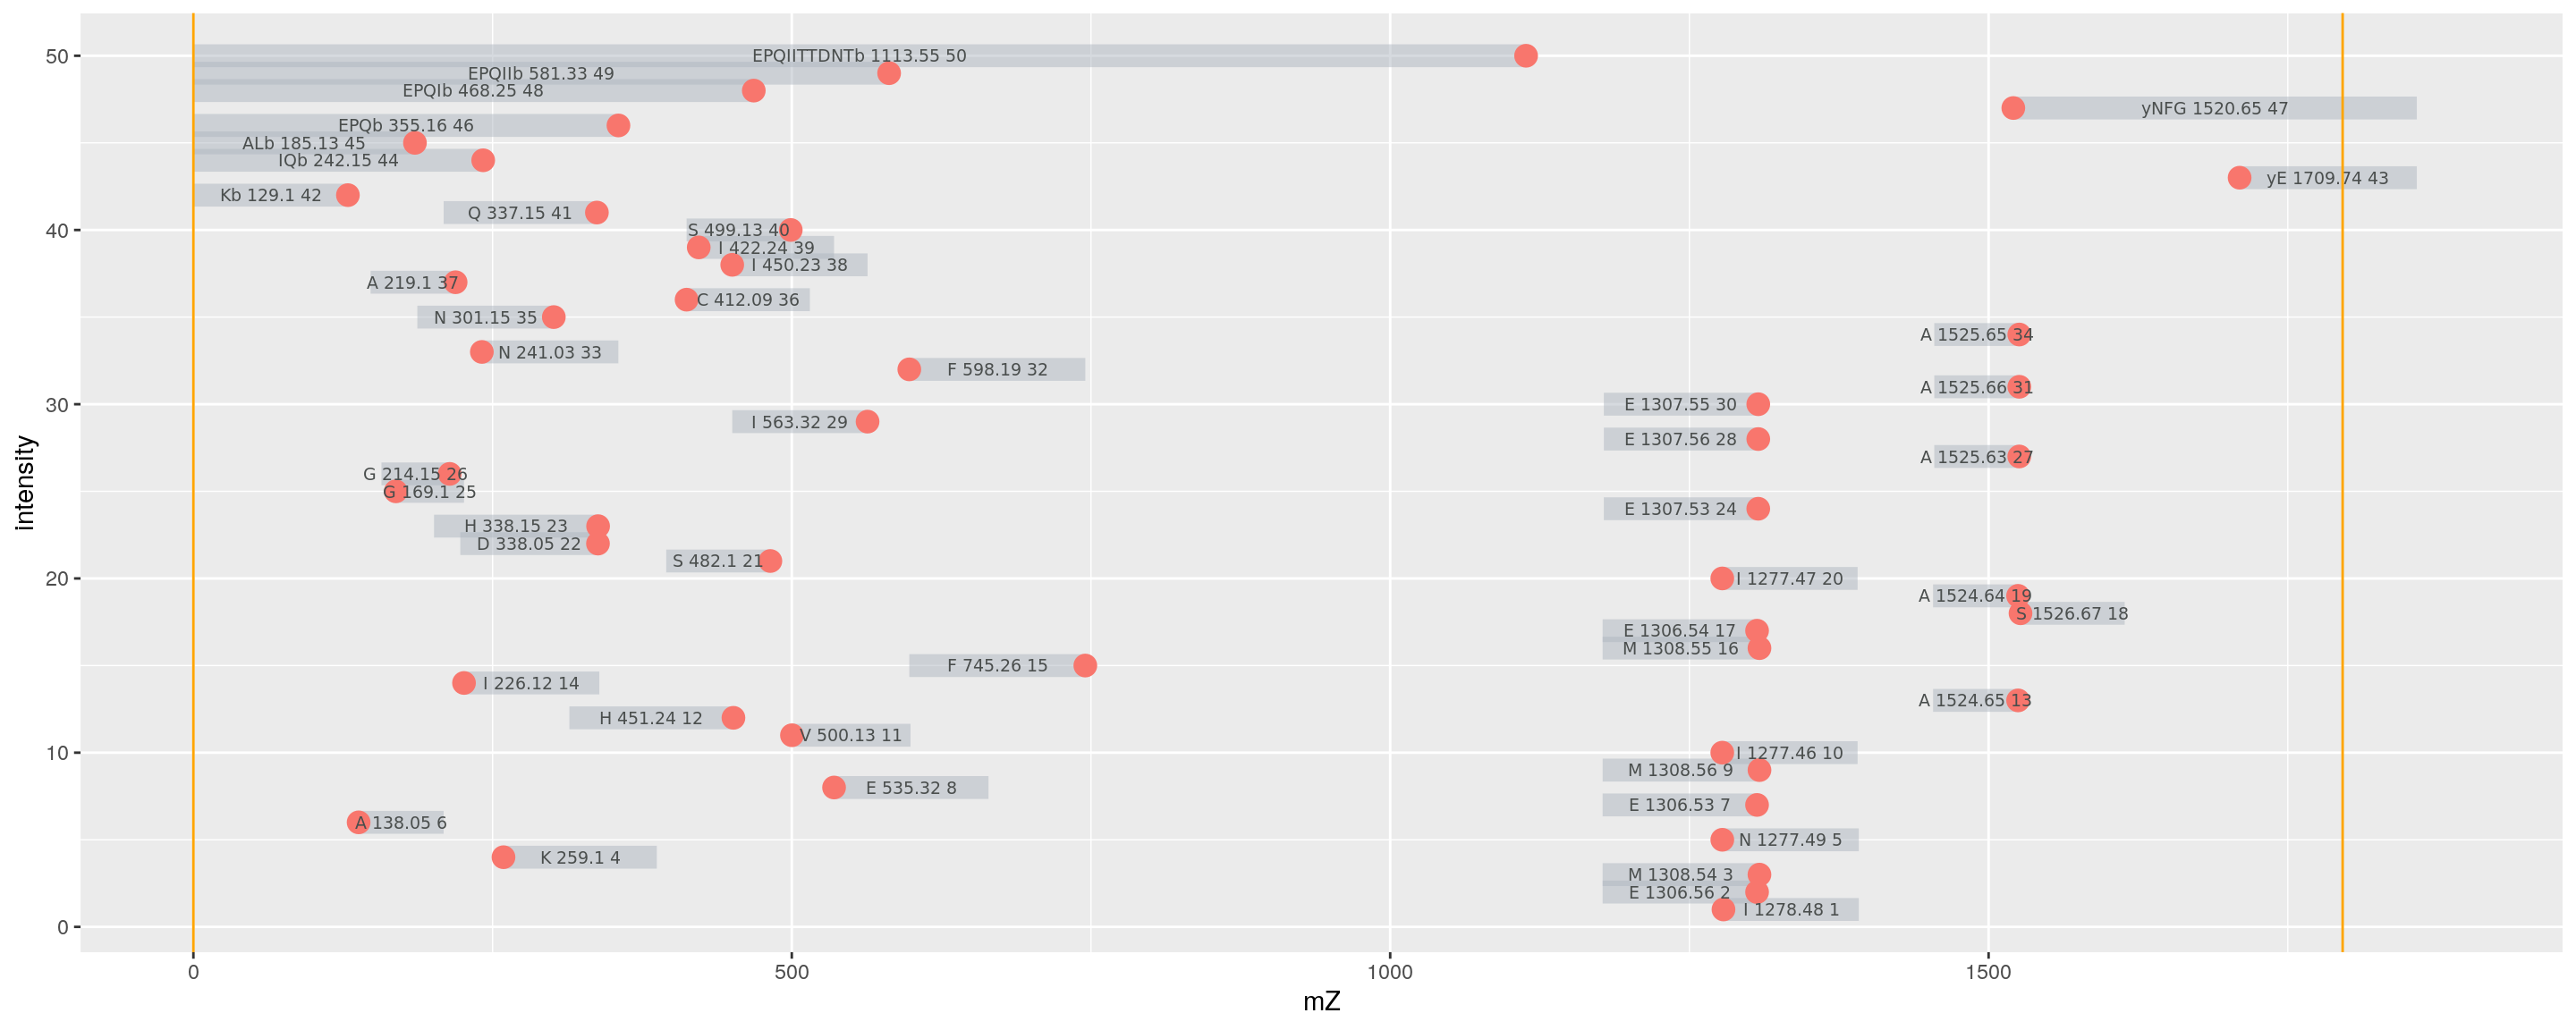 EPQIITTDNTb 1113.55 50
EPQIIb 581.33 49
EPQIb 468.25 48
yNFG 1520.65 47
EPQb 355.16 46
ALb 185.13 45
IQb 242.15 44
yE 1709.74 43
Kb 129.1 42
Q 337.15 41
S 499.13 40
I 422.24 39
I 450.23 38
A 219.1 37
C 412.09 36
N 301.15 35
A 1525.65 34
N 241.03 33
F 598.19 32
A 1525.66 31
E 1307.55 30
I 563.32 29
E 1307.56 28
A 1525.63 27
G 214.15 26
G 169.1 25
E 1307.53 24
H 338.15 23
D 338.05 22
S 482.1 21
I 1277.47 20
A 1524.64 19
S 1526.67 18
E 1306.54 17
M 1308.55 16
F 745.26 15
I 226.12 14
A 1524.65 13
H 451.24 12
V 500.13 11
I 1277.46 10
M 1308.56 9
E 535.32 8
E 1306.53 7
A 138.05 6
N 1277.49 5
K 259.1 4
M 1308.54 3
E 1306.56 2
I 1278.48 1
50
40
30
20
10
0
intensity
0
500
1000
1500
mZ